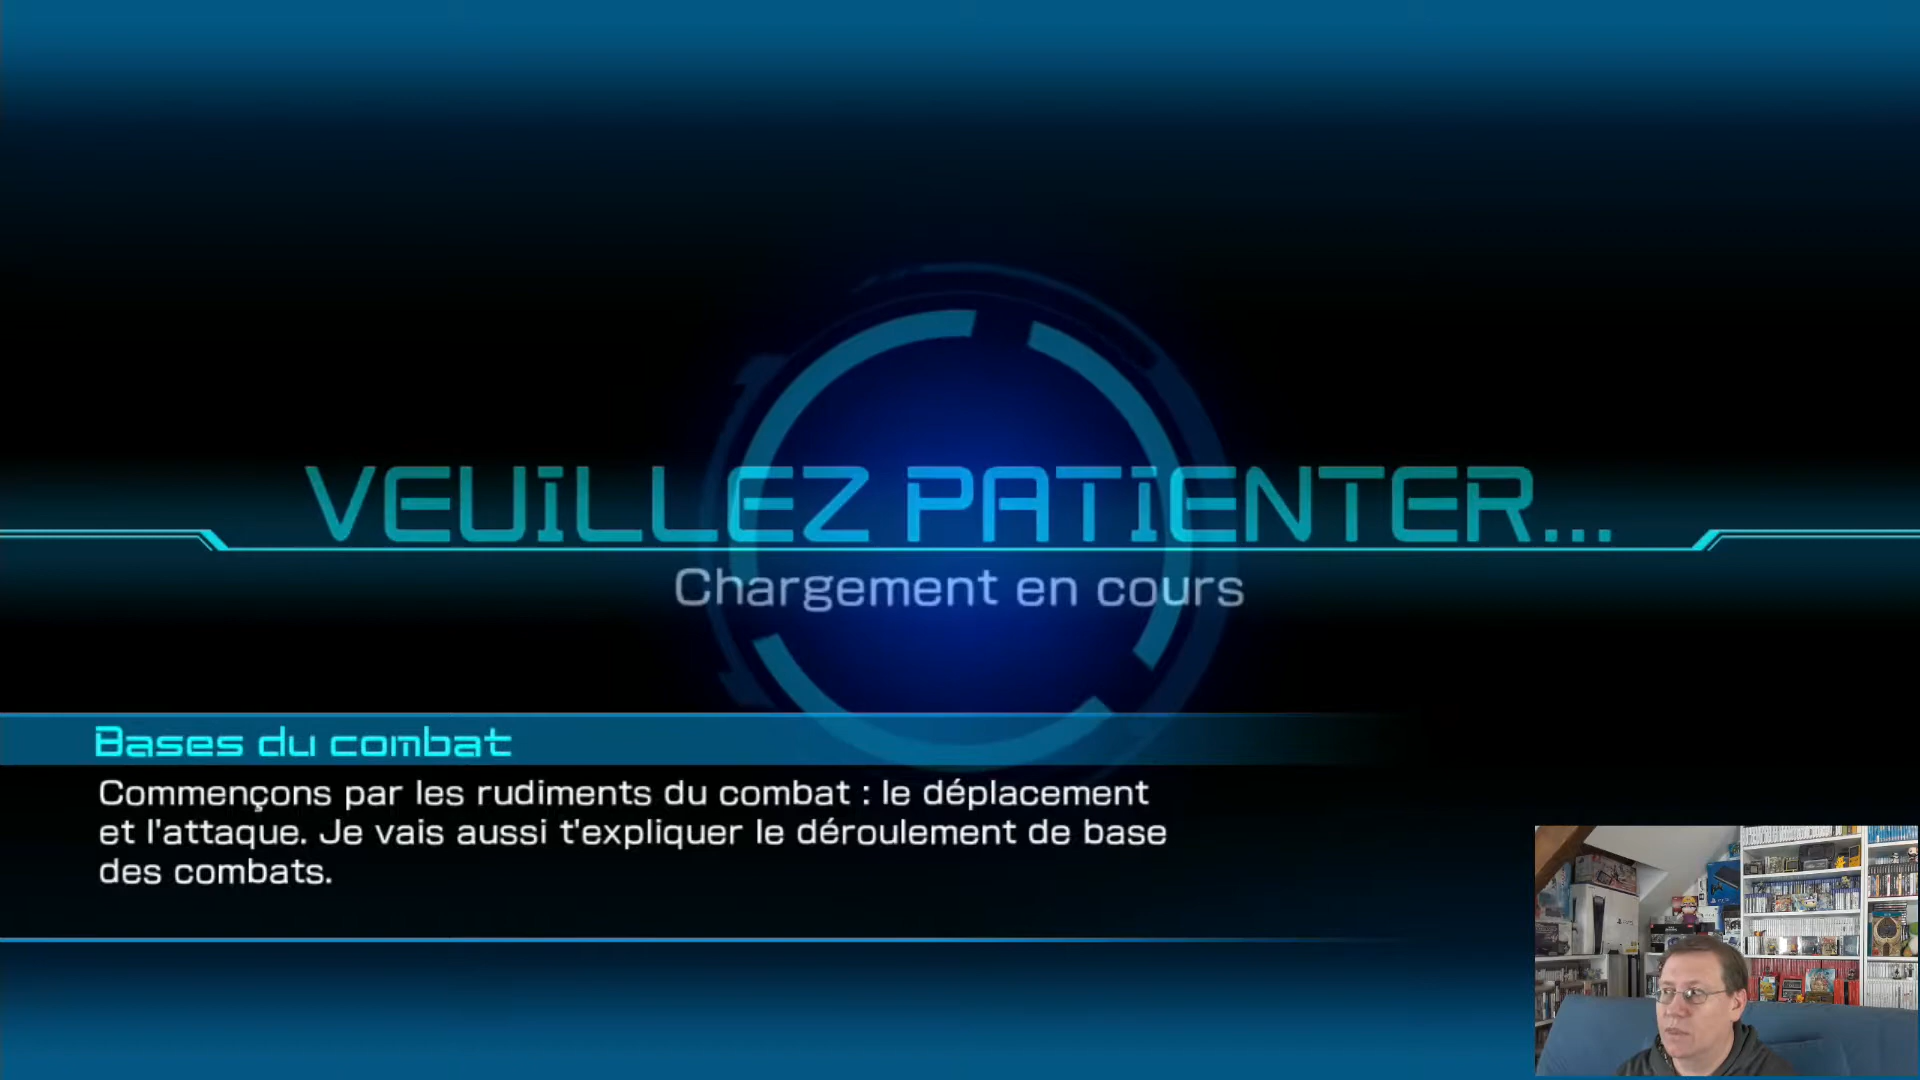 VEUILLEZ PATIENTER...
Chargement en cours
Bases du combat
Commençons par les rudiments du combat : le déplacement
et l'attaque. Je vais aussi t'expliquer le déroulement de base
des combats.